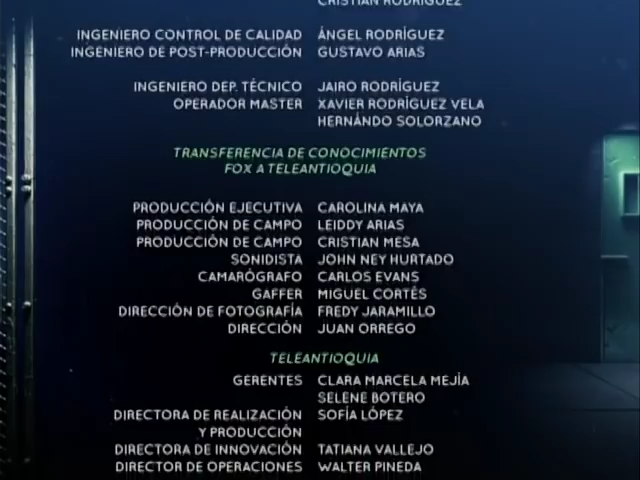 CRISTIAN RODRÍGUEZ
INGENIERO CONTROL DE CALIDAD ÁNGEL RODRÍGUEZ
INGENIERO DE POST-PRODUCCIÓN GUSTAVO ARIAS
INGENIERO DEP. TÉCNICO JAIRO RODRÍGUEZ
OPERADOR MASTER XAVIER RODRÍGUEZ VELA
HERNÁNDO SOLORZANO
TRANSFERENCIA DE CONOCIMIENTOS
FOX A TELEANTIOQUIA
PRODUCCIÓN EJECUTIVA CAROLINA MAYA
PRODUCCIÓN DE CAMPO LEIDDY ARIAS
PRODUCCIÓN DE CAMPO CRISTIAN MESA
SONIDISTA JOHN NEY HURTADO
CAMARÓGRAFO CARLOS EVANS
GAFFER MIGUEL CORTÉS
DIRECCIÓN DE FOTOGRAFÍA FREDY JARAMILLO
DIRECCIÓN JUAN ORREGO
TELEANTIOQUIA
GERENTES CLARA MARCELA MEJÍA
SELENE BOTERO
DIRECTORA DE REALIZACIÓN SOFÍA LÓPEZ
Y PRODUCCIÓN
DIRECTORA DE INNOVACIÓN TATIANA VALLEJO
DIRECTOR DE OPERACIONES WALTER PINEDA